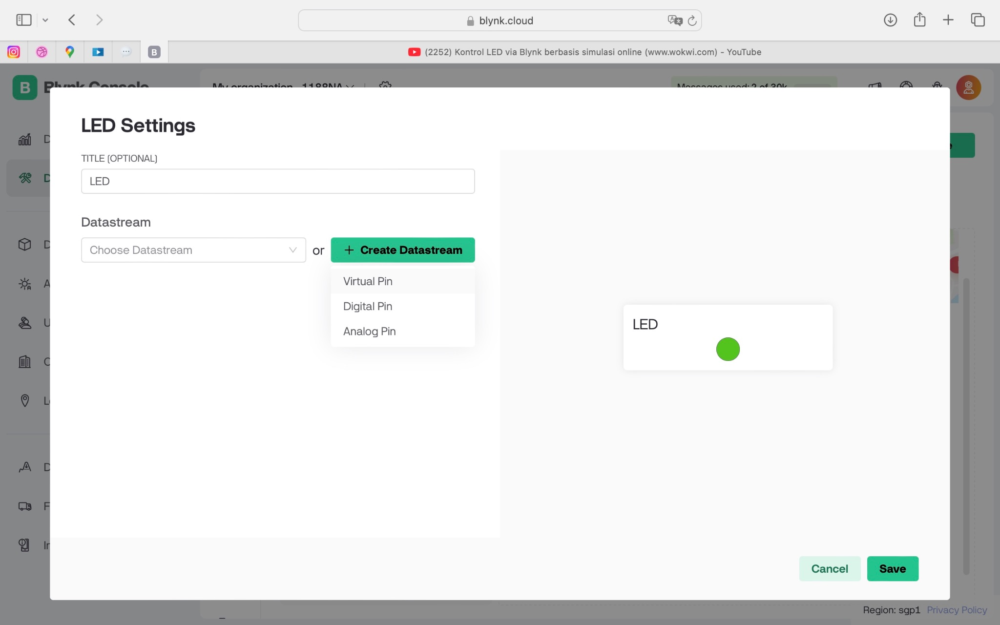 blynk.cloud
B
(2252) Kontrol LED via Blynk berbasis simulasi online (www.wokwi.com) - YouTube
B
Blynk Console
My organization - 1188NA
Messages used: 2 of 30k
LED Settings
TITLE (OPTIONAL)
LED
Datastream
Choose Datastream
or
+ Create Datastream
Virtual Pin
Digital Pin
Analog Pin
LED
Cancel
Save
Region: sgp1
Privacy Policy